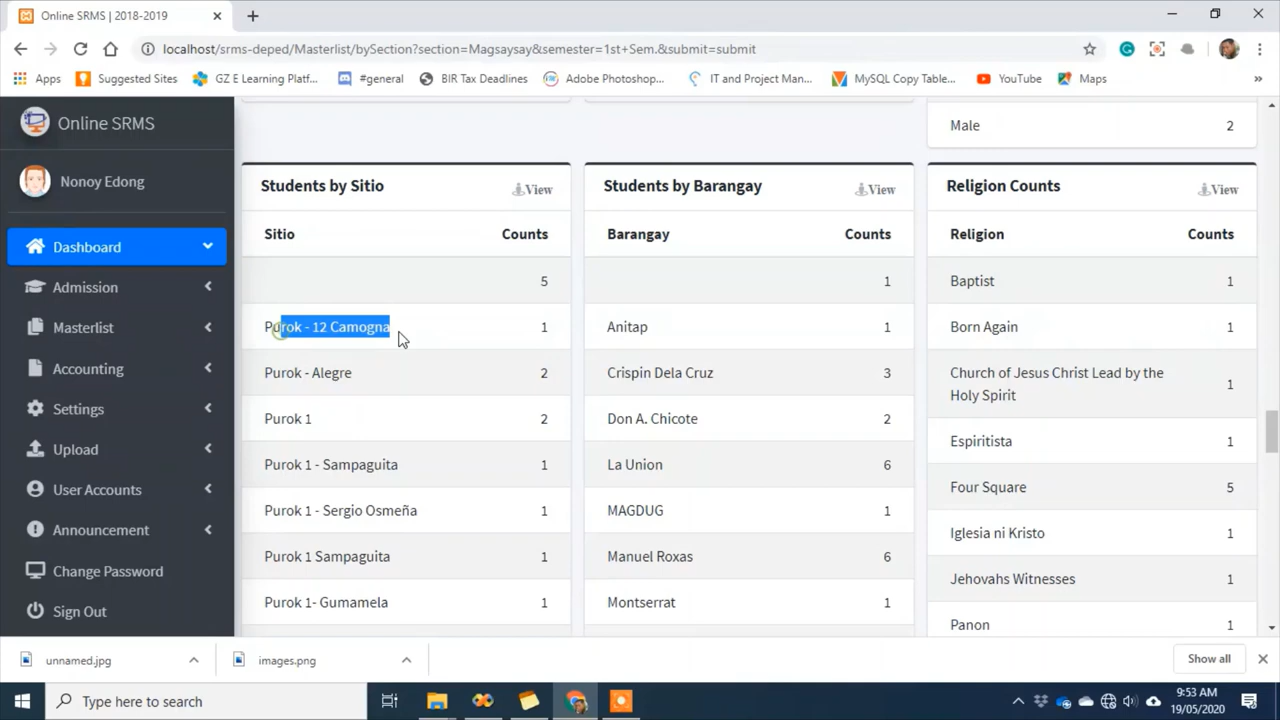 Online SRMS | 2018-2019
localhost/srms-deped/Masterlist/bySection?section=Magsaysay&semester=1st+Sem.&submit=submit
Apps
Suggested Sites
GZ E Learning Platf...
#general
BIR Tax Deadlines
Adobe Photoshop...
IT and Project Man...
MySQL Copy Table...
YouTube
Maps
»
Online SRMS
Nonoy Edong
Dashboard
Admission
Masterlist
Accounting
Settings
Upload
User Accounts
Announcement
Change Password
Sign Out
Male 2
Students by Sitio View
Sitio Counts
5
Purok - 12 Camogna 1
Purok - Alegre 2
Purok 1 2
Purok 1 - Sampaguita 1
Purok 1 - Sergio Osmeña 1
Purok 1 Sampaguita 1
Purok 1- Gumamela 1
Students by Barangay View
Barangay Counts
1
Anitap 1
Crispin Dela Cruz 3
Don A. Chicote 2
La Union 6
MAGDUG 1
Manuel Roxas 6
Montserrat 1
Religion Counts View
Religion Counts
Baptist 1
Born Again 1
Church of Jesus Christ Lead by the
Holy Spirit 1
Espiritista 1
Four Square 5
Iglesia ni Kristo 1
Jehovahs Witnesses 1
Panon 1
unnamed.jpg
images.png
Show all
Type here to search
9:53 AM
19/05/2020